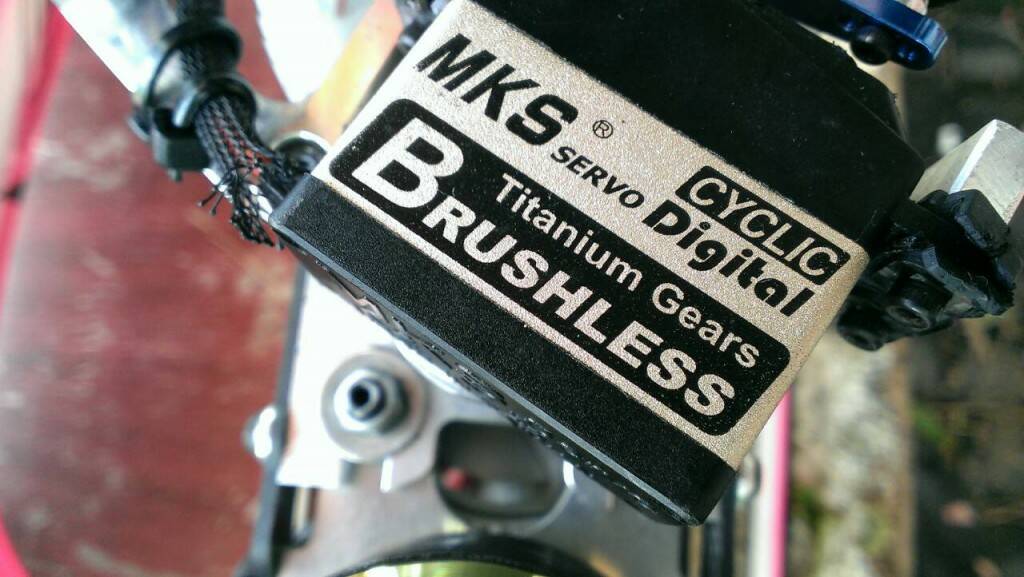 MKS® SERVO
CYCLIC
Digital
Titanium Gears
BRUSHLESS